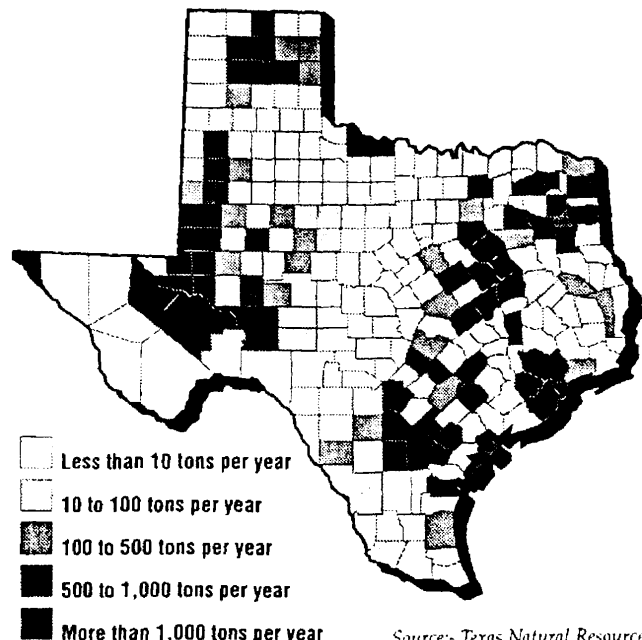 Less than 10 tons per year
10 to 100 tons per year
100 to 500 tons per year
500 to 1,000 tons per year
More than 1,000 tons per year
Source:- Texas Natural Resourc